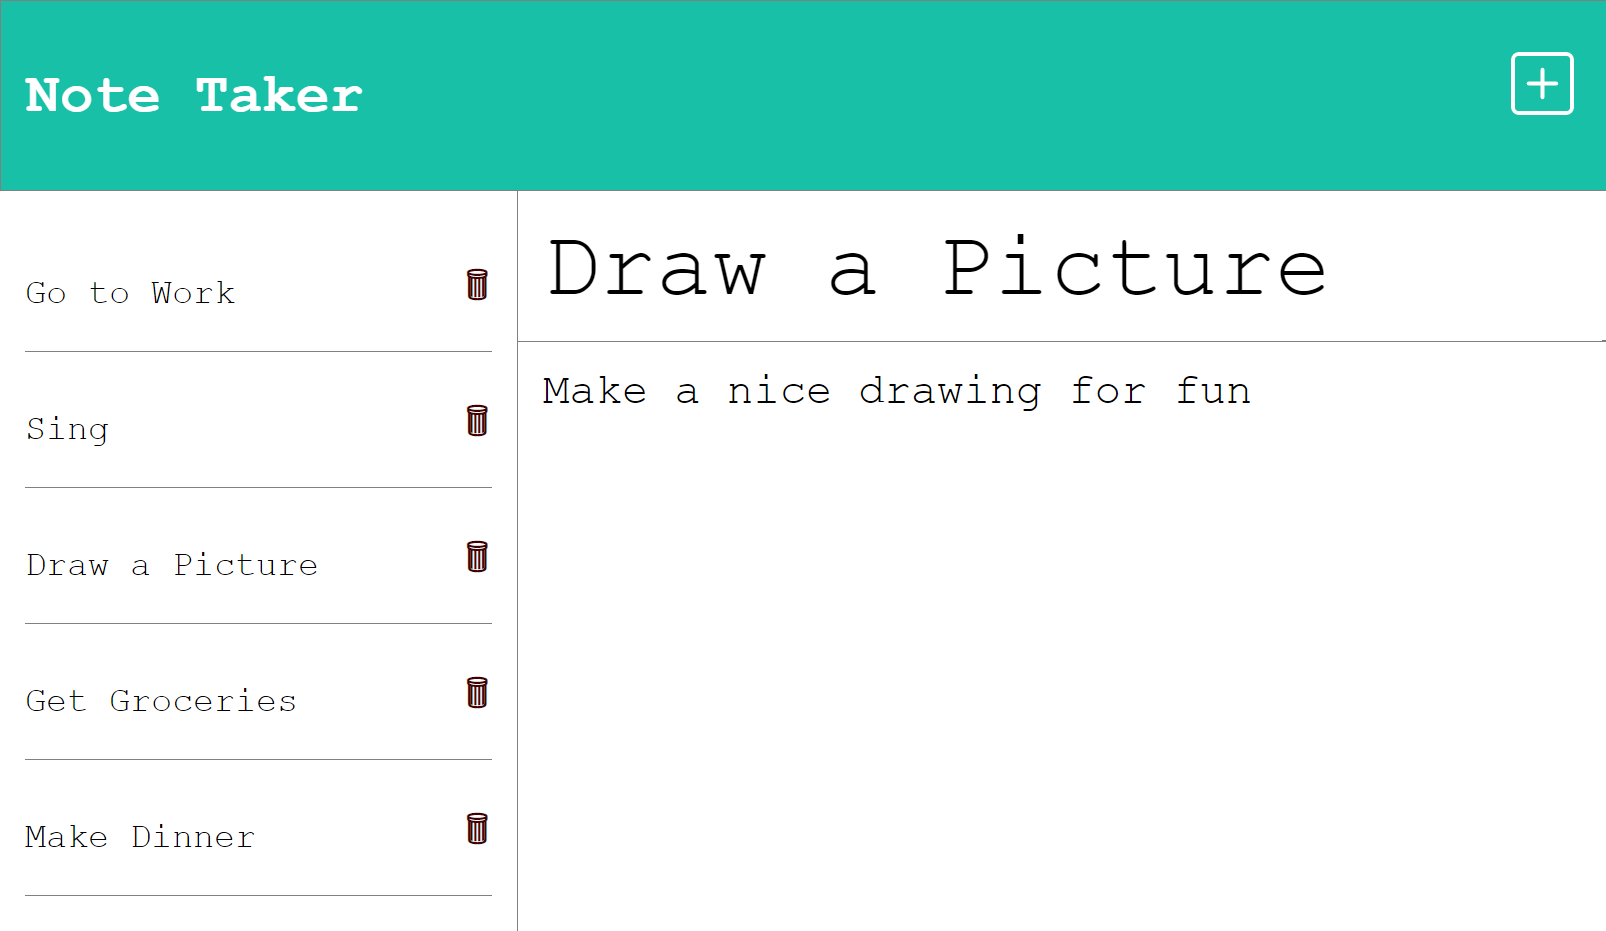 Note Taker
Go to Work
Sing
Draw a Picture
Get Groceries
Make Dinner
Draw a Picture
Make a nice drawing for fun